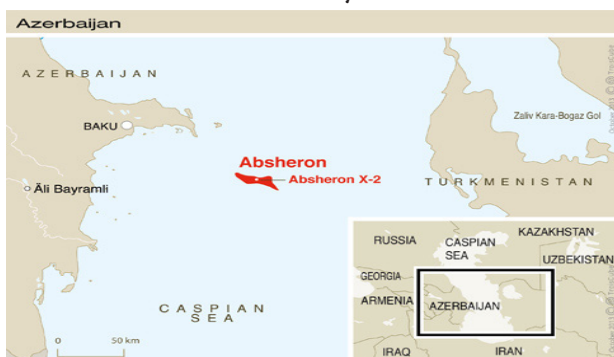 Azerbaijan
AZERBAIJAN
BAKU
Zaliv Kara-Bogaz Gol
Absheron
Absheron X-2
Äli Bayramli
TURKMENISTAN
CASPIAN
SEA
0 50 km
RUSSIA
CASPIAN
SEA
KAZAKHSTAN
UZBEKISTAN
GEORGIA
ARMENIA
AZERBAIJAN
IRAQ
IRAN